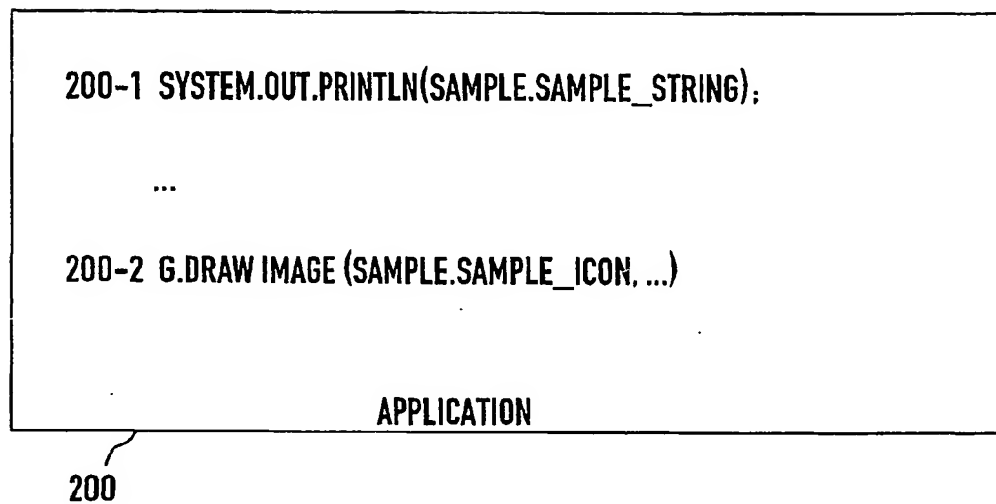 200-1 SYSTEM.OUT.PRINTLN(SAMPLE.SAMPLE_STRING);
...
200-2 G.DRAW IMAGE (SAMPLE.SAMPLE_ICON, ...)
APPLICATION
200